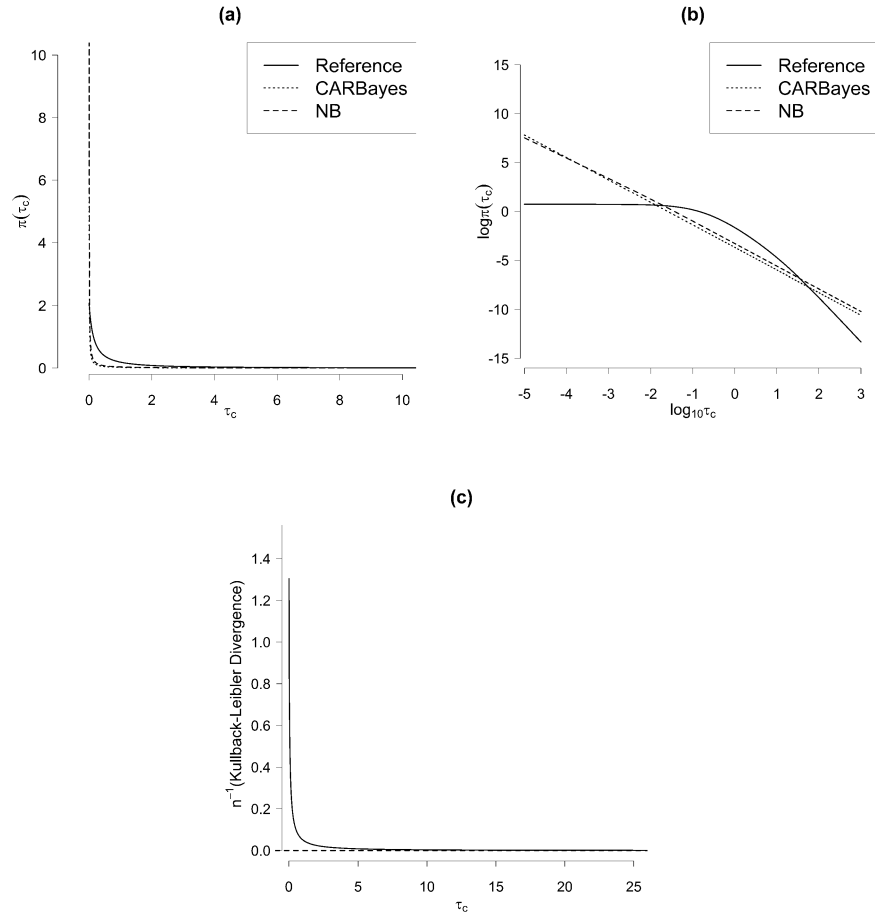 (a)
Reference
CARBayes
NB
10
8
6
4
2
0
π(τc)
0 2 4 6 8 10
τc
(b)
Reference
CARBayes
NB
15
10
5
0
-5
-10
-15
logπ(τc)
-5 -4 -3 -2 -1 0 1 2 3
log10τc
(c)
1.4
1.2
1.0
0.8
0.6
0.4
0.2
0.0
n−1(Kullback-Leibler Divergence)
0 5 10 15 20 25
τc